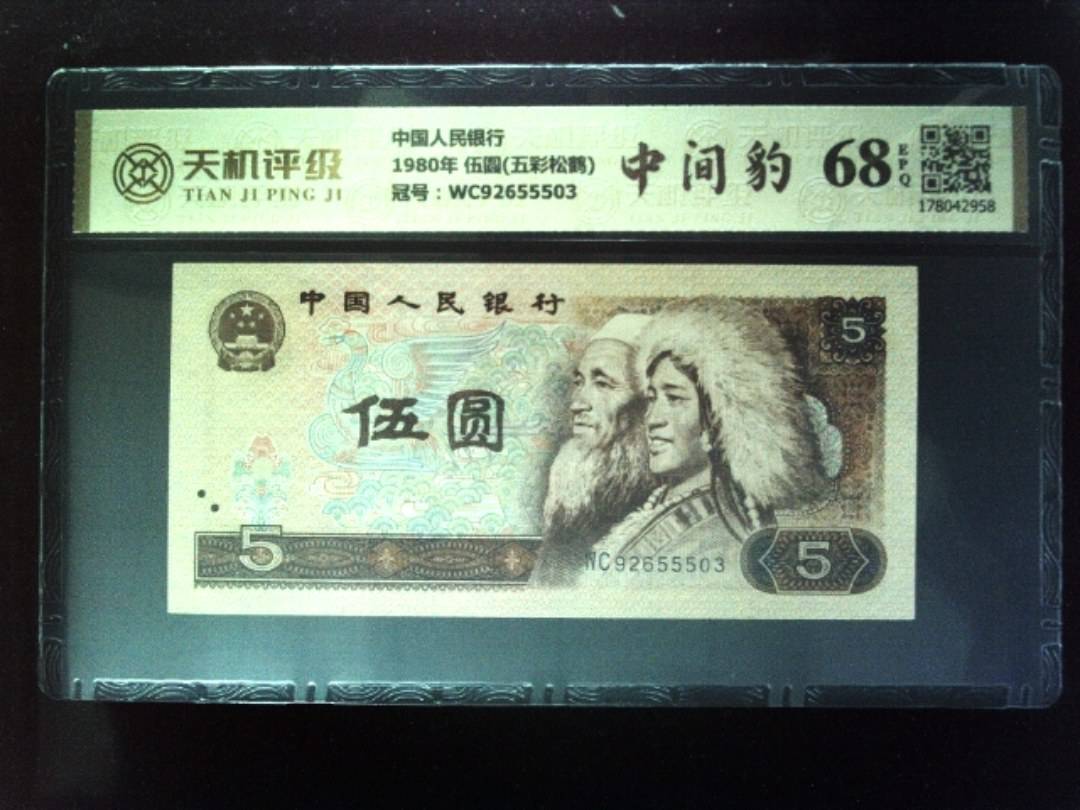 天机评级
TIAN JI PING JI
中国人民银行
1980年 伍圆(五彩松鹤)
冠号：WC92655503
中间豹
68
EPQ
178042958
中国人民银行
5
伍圆
5
WC92655503
5